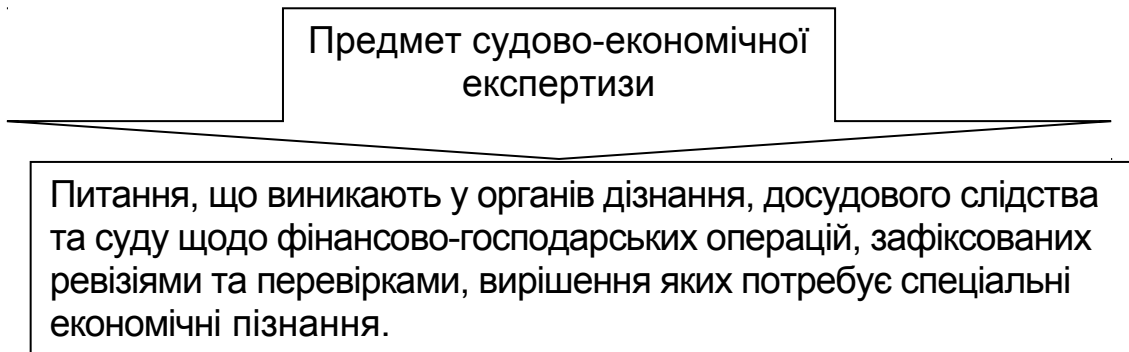 Предмет судово-економічної
експертизи
Питання, що виникають у органів дізнання, досудового слідства
та суду щодо фінансово-господарських операцій, зафіксованих
ревізіями та перевірками, вирішення яких потребує спеціальні
економічні пізнання.